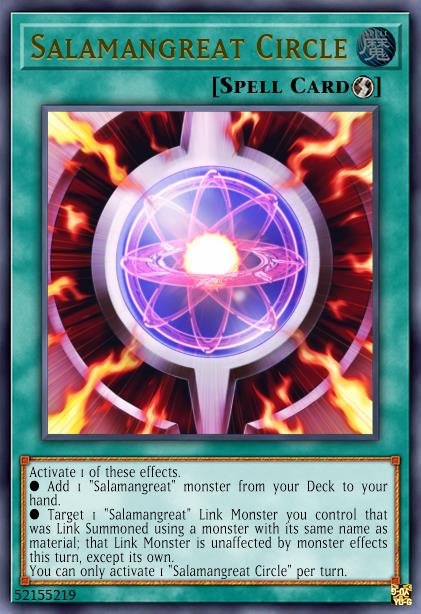 SALAMANGREAT CIRCLE
[SPELL CARD]
Activate 1 of these effects.
● Add 1 "Salamangreat" monster from your Deck to your
hand.
● Target 1 "Salamangreat" Link Monster you control that
was Link Summoned using a monster with its same name as
material; that Link Monster is unaffected by monster effects
this turn, except its own.
You can only activate 1 "Salamangreat Circle" per turn.
52155219